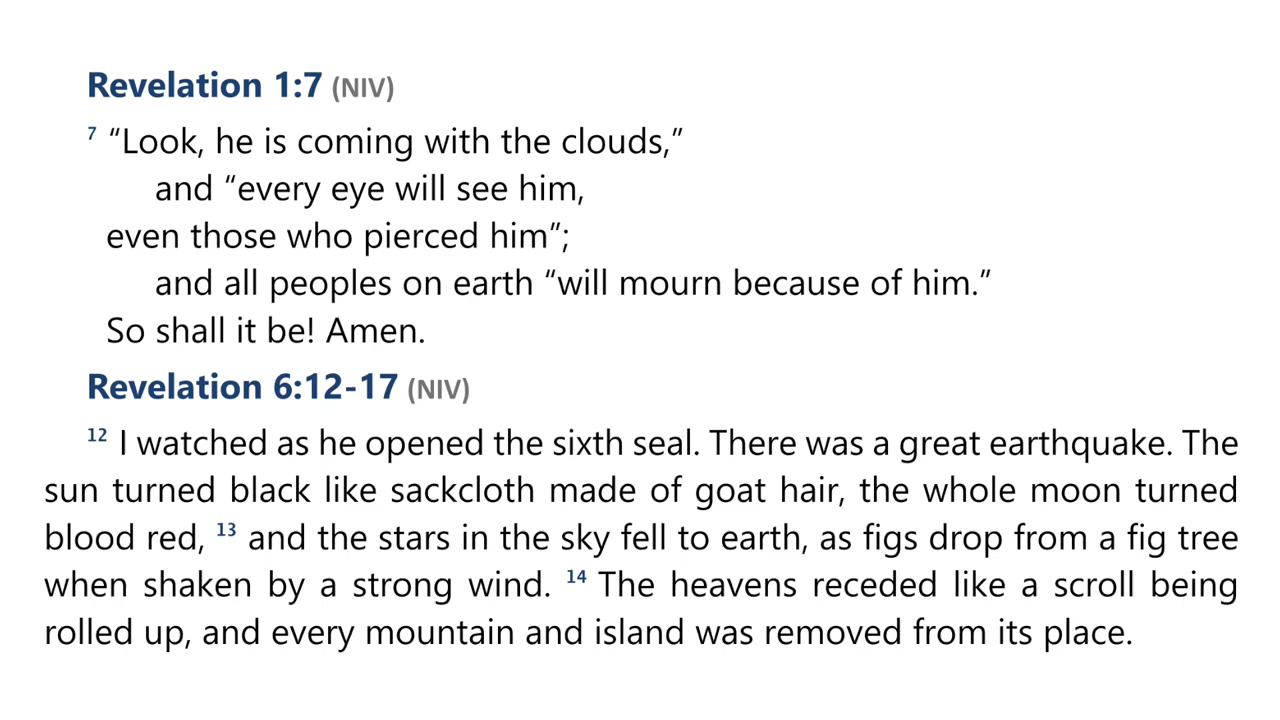 Revelation 1:7 (NIV)
7 “Look, he is coming with the clouds,”
and “every eye will see him,
even those who pierced him”;
and all peoples on earth “will mourn because of him.”
So shall it be! Amen.
Revelation 6:12-17 (NIV)
12 I watched as he opened the sixth seal. There was a great earthquake. The
sun turned black like sackcloth made of goat hair, the whole moon turned
blood red, 13 and the stars in the sky fell to earth, as figs drop from a fig tree
when shaken by a strong wind. 14 The heavens receded like a scroll being
rolled up, and every mountain and island was removed from its place.